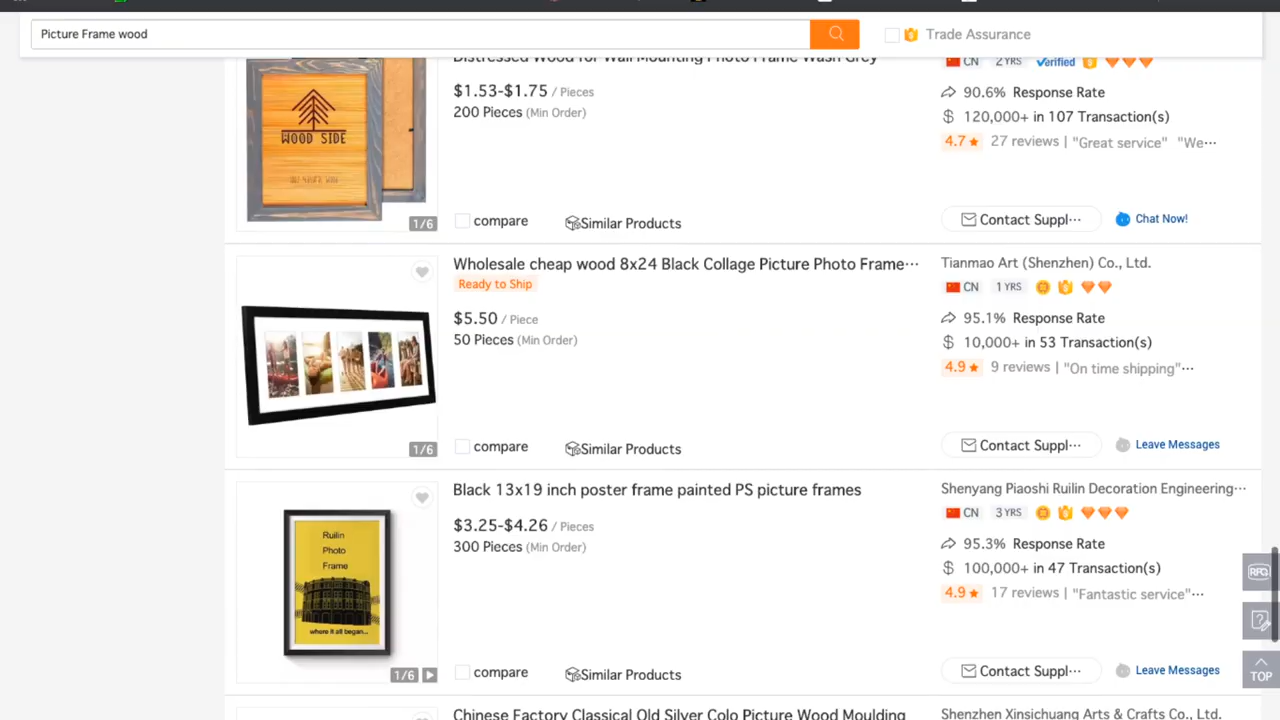 Picture Frame wood
Trade Assurance
Distressed Wood for Wall Mounting Photo Frame Wash Grey
CN 2 YRS Verified
$1.53-$1.75 / Pieces
200 Pieces (Min Order)
90.6% Response Rate
$ 120,000+ in 107 Transaction(s)
4.7 27 reviews | "Great service" "We···
WOOD SIDE
1/6
compare
Similar Products
Contact Suppl···
Chat Now!
Wholesale cheap wood 8x24 Black Collage Picture Photo Frame···
Ready to Ship
$5.50 / Piece
50 Pieces (Min Order)
Tianmao Art (Shenzhen) Co., Ltd.
CN 1 YRS
95.1% Response Rate
$ 10,000+ in 53 Transaction(s)
4.9 9 reviews | "On time shipping"···
1/6
compare
Similar Products
Contact Suppl···
Leave Messages
Black 13x19 inch poster frame painted PS picture frames
$3.25-$4.26 / Pieces
300 Pieces (Min Order)
Shenyang Piaoshi Ruilin Decoration Engineering···
CN 3 YRS
95.3% Response Rate
$ 100,000+ in 47 Transaction(s)
4.9 17 reviews | "Fantastic service"···
Ruilin
Photo
Frame
where it all began...
1/6
compare
Similar Products
Contact Suppl···
Leave Messages
RFQ
TOP
Chinese Factory Classical Old Silver Colo Picture Wood Moulding
Shenzhen Xinsichuang Arts & Crafts Co., Ltd.